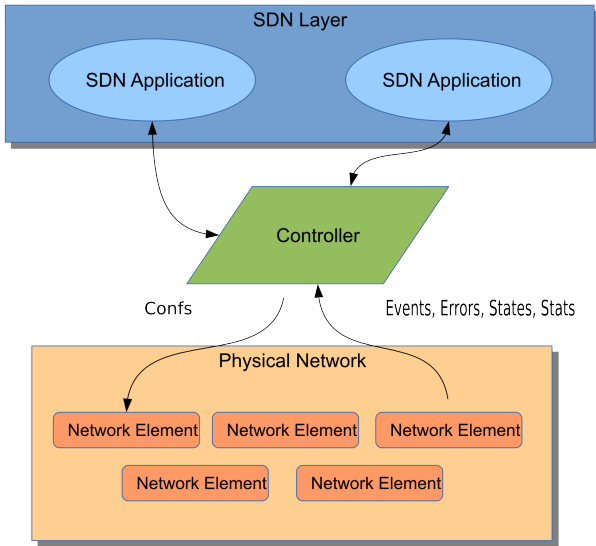 SDN Layer
SDN Application
SDN Application
Controller
Confs
Events, Errors, States, Stats
Physical Network
Network Element
Network Element
Network Element
Network Element
Network Element